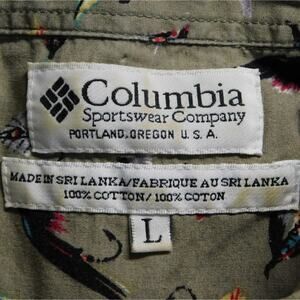 Columbia
Sportswear Company
PORTLAND, OREGON U. S. A.
MADE IN SRI LANKA/FABRIQUE AU SRI LANKA
100% COTTON/100% COTON
L